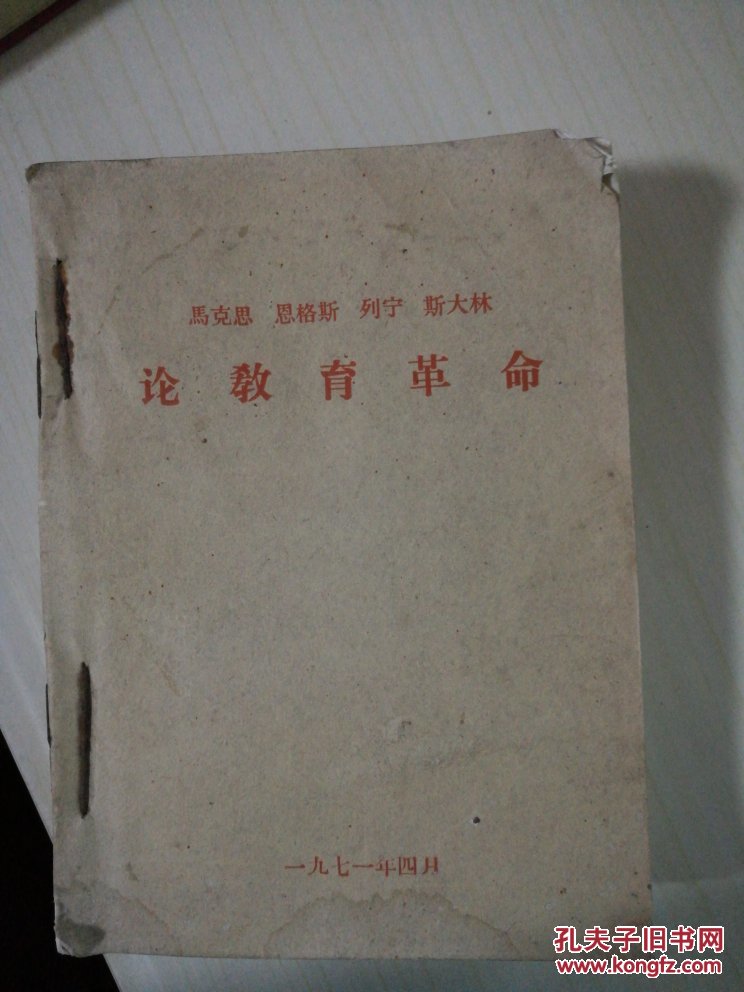 馬克思 恩格斯 列宁 斯大林
论教育革命
一九七一年四月
孔夫子旧书网
www.kongfz.com